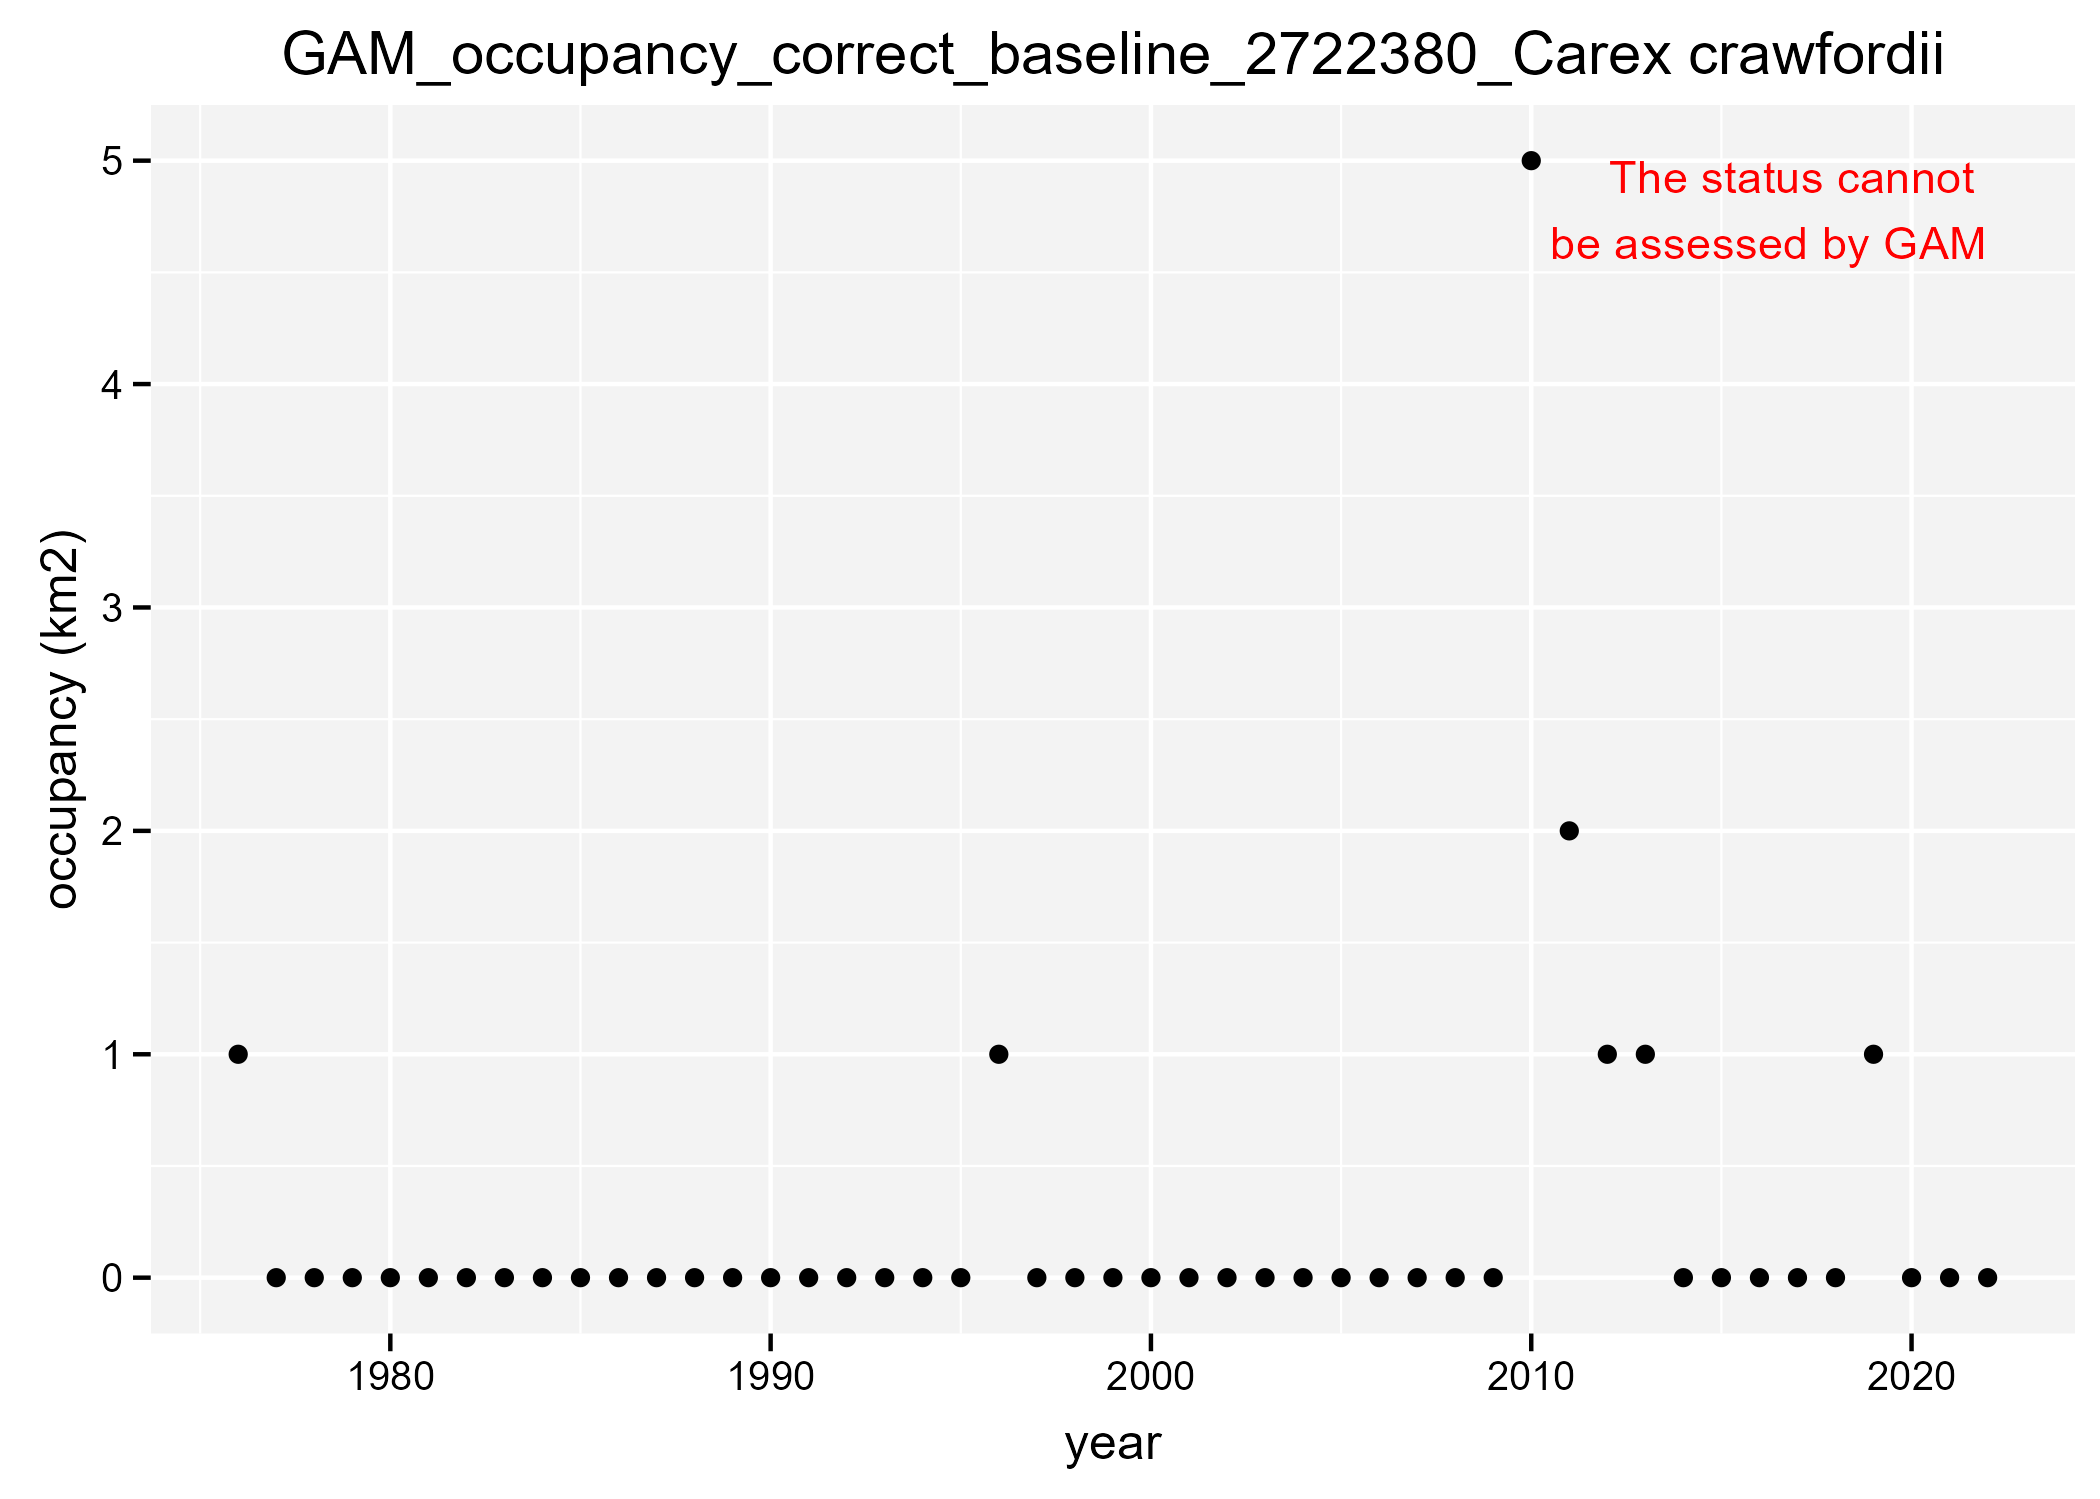 GAM_occupancy_correct_baseline_2722380_Carex crawfordii
The status cannot
be assessed by GAM
occupancy (km2)
5
4
3
2
1
0
1980
1990
2000
2010
2020
year